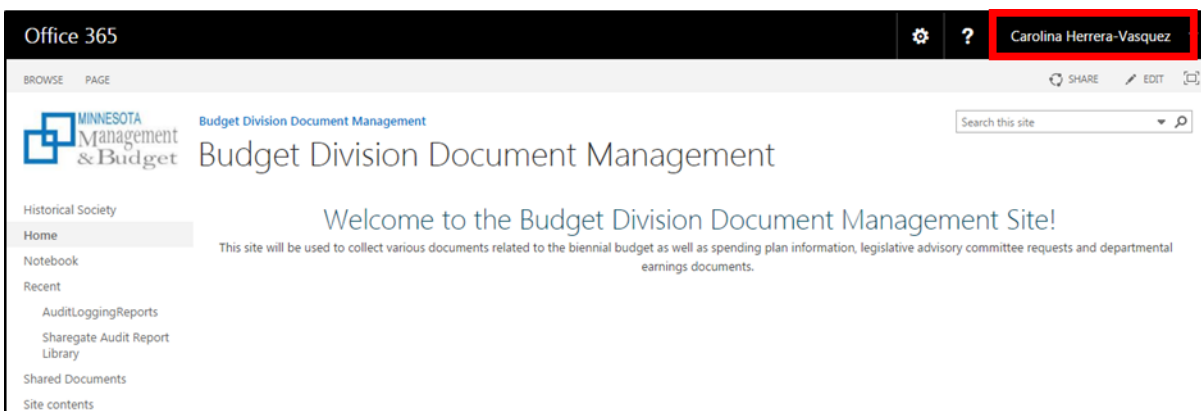 Office 365
?
Carolina Herrera-Vasquez
BROWSE PAGE
SHARE EDIT
MINNESOTA
Management
& Budget
Budget Division Document Management
Search this site
Budget Division Document Management
Historical Society
Home
Notebook
Recent
AuditLoggingReports
Sharegate Audit Report
Library
Shared Documents
Site contents
Welcome to the Budget Division Document Management Site!
This site will be used to collect various documents related to the biennial budget as well as spending plan information, legislative advisory committee requests and departmental
earnings documents.